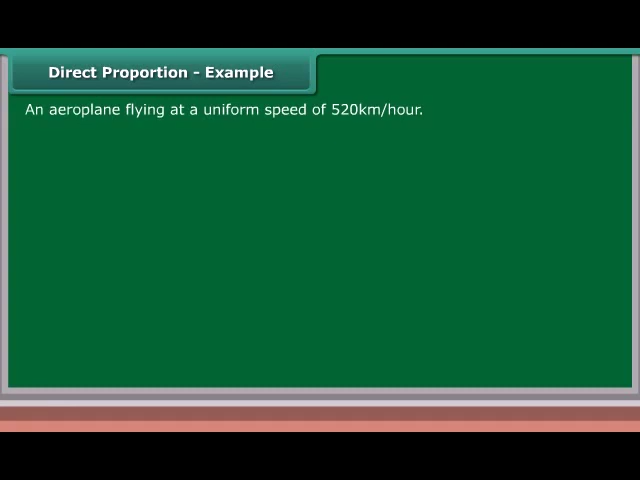 Direct Proportion - Example
An aeroplane flying at a uniform speed of 520km/hour.